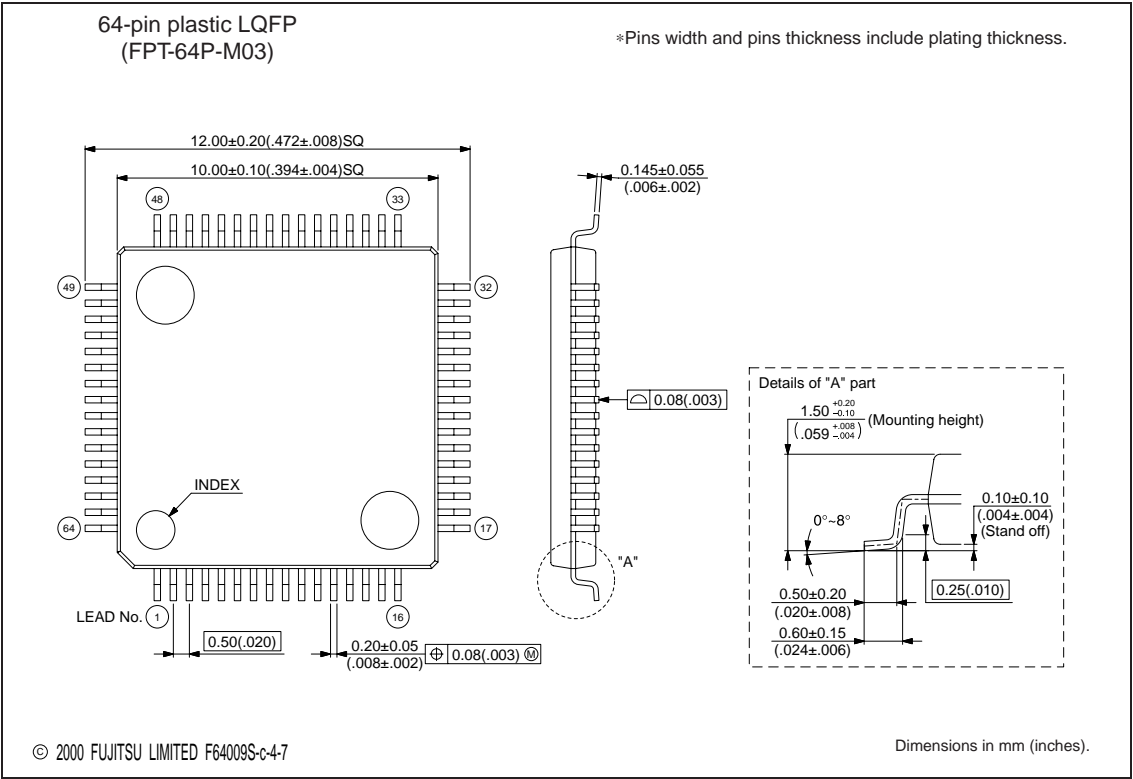 64-pin plastic LQFP
(FPT-64P-M03)
*Pins width and pins thickness include plating thickness.
12.00±0.20(.472±.008)SQ
10.00±0.10(.394±.004)SQ
48
33
49
32
64
17
INDEX
LEAD No.
1
16
0.50(.020)
0.20±0.05
(.008±.002)
⌖ 0.08(.003) Ⓜ
0.145±0.055
(.006±.002)
⌓ 0.08(.003)
"A"
Details of "A" part
1.50 +0.20 –0.10
(.059 +.008 –.004)
(Mounting height)
0°~8°
0.10±0.10
(.004±.004)
(Stand off)
0.25(.010)
0.50±0.20
(.020±.008)
0.60±0.15
(.024±.006)
© 2000 FUJITSU LIMITED F64009S-c-4-7
Dimensions in mm (inches).